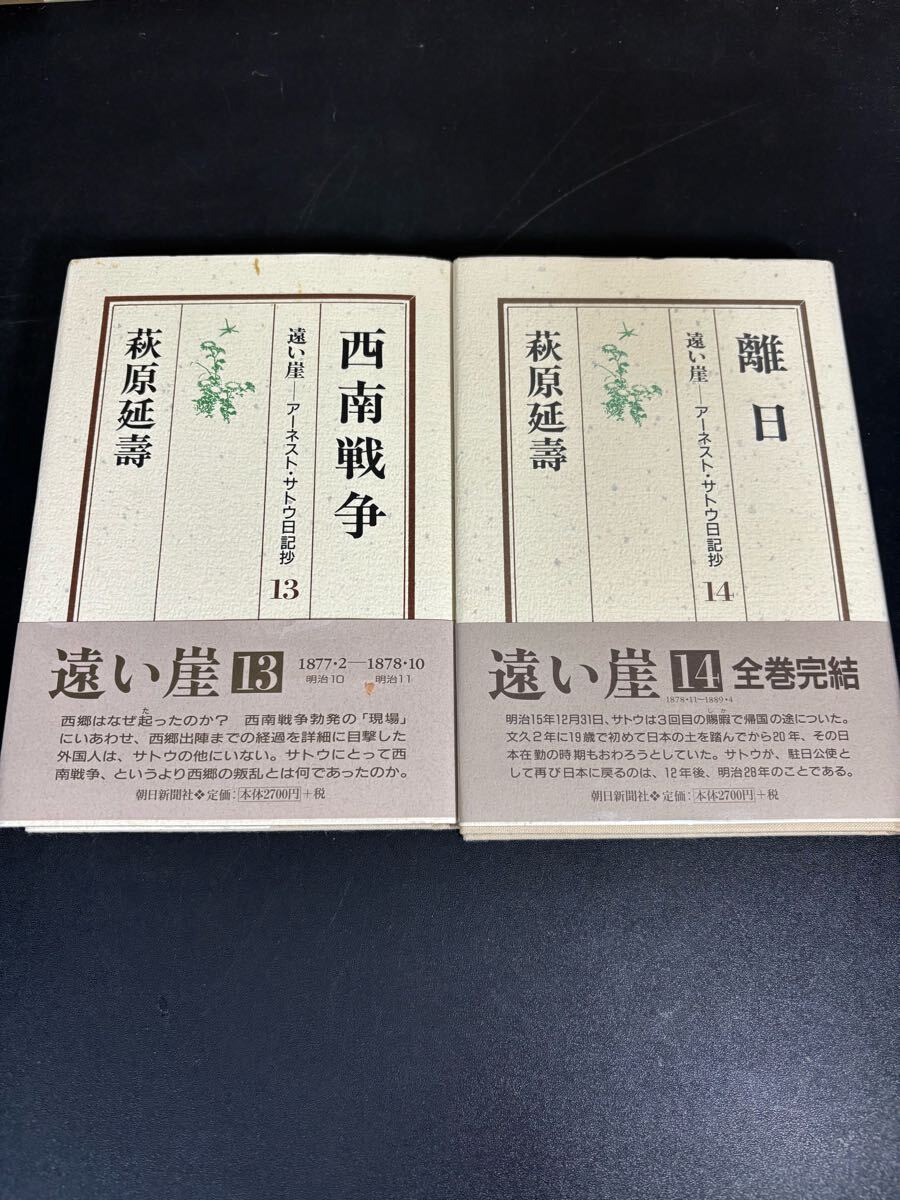 西南戦争
遠い崖―アーネスト・サトウ日記抄
13
萩原延壽
遠い崖 13 1877・2―1878・10
明治10 明治11
西郷はなぜ起ったのか? 西南戦争勃発の「現場」
た
にいあわせ、西郷出陣までの経過を詳細に目撃した
外国人は、サトウの他にいない。サトウにとって西
南戦争、というより西郷の叛乱とは何であったのか。
朝日新聞社❖定価:本体2700円+税
離日
遠い崖―アーネスト・サトウ日記抄
14
萩原延壽
遠い崖 14 全巻完結
1878・11〜1889・4
明治15年12月31日、サトウは3回目の賜暇で帰国の途についた。
しか
文久2年に19歳で初めて日本の土を踏んでから20年、その日
本在勤の時期もおわろうとしていた。サトウが、駐日公使と
して再び日本に戻るのは、12年後、明治28年のことである。
朝日新聞社❖定価:本体2700円+税